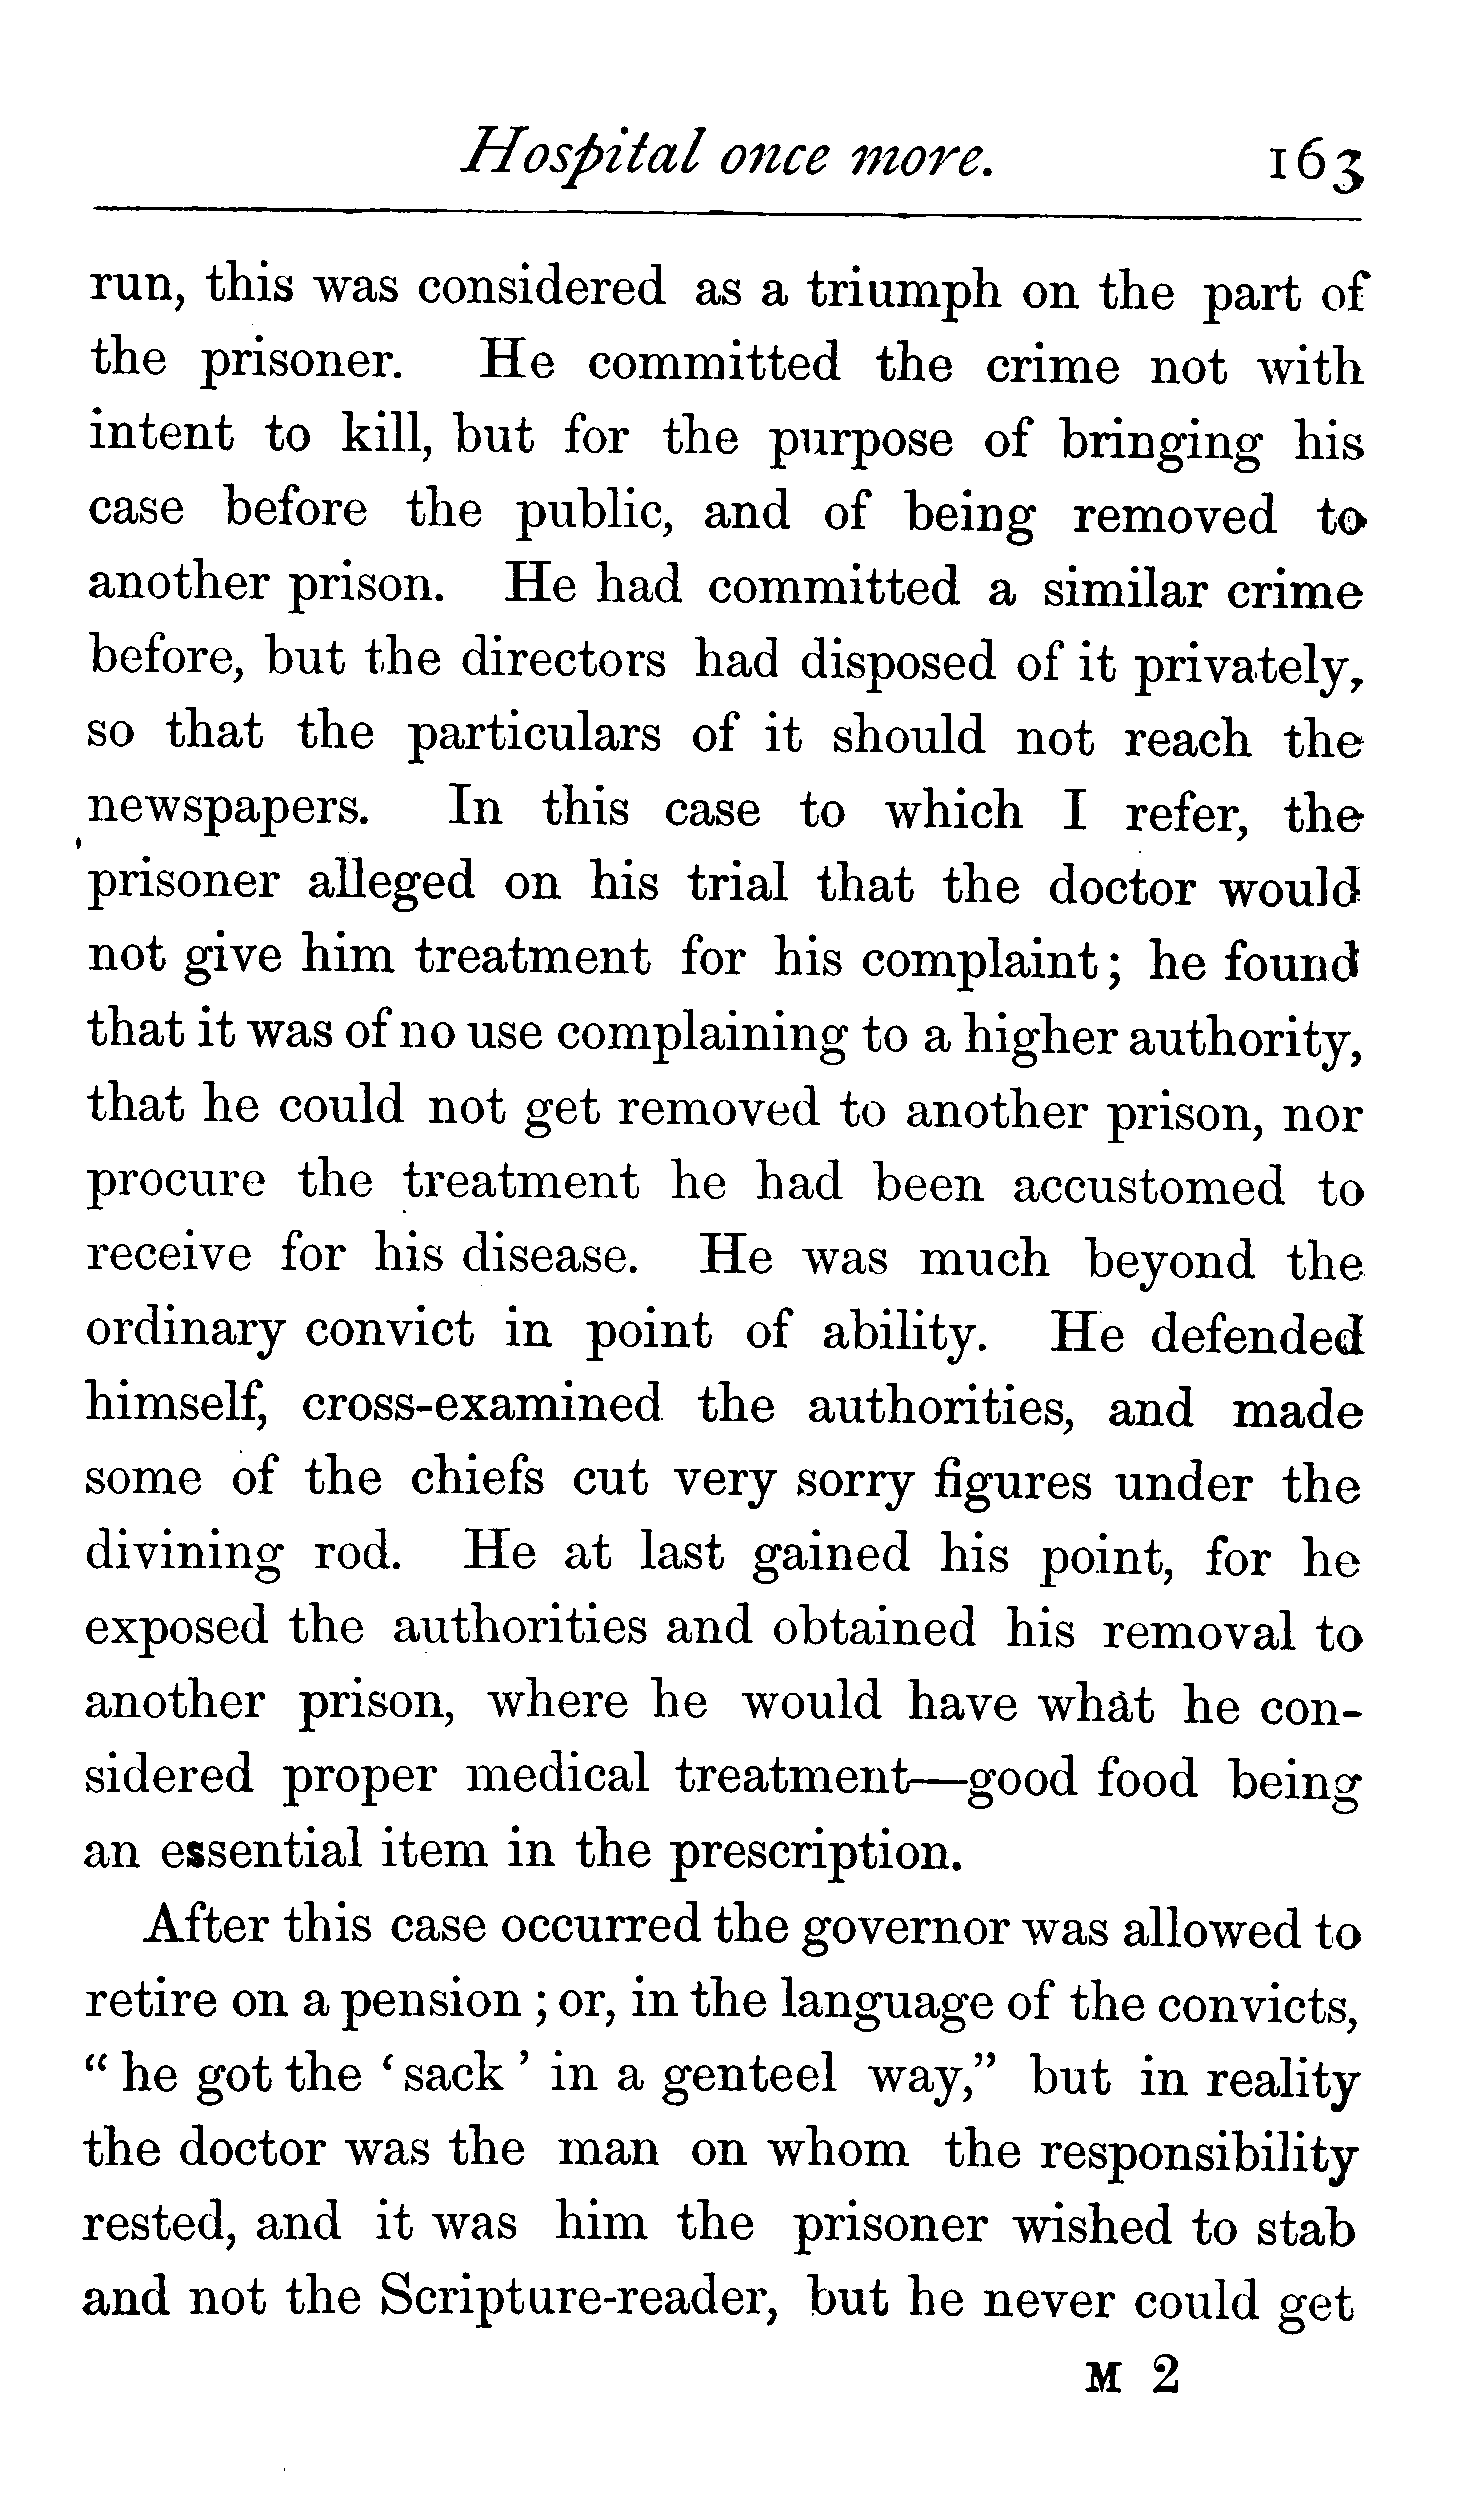 Hospital once more. 163
run, this was considered as a triumph on the part of
the prisoner. He committed the crime not with
intent to kill, but for the purpose of bringing his
case before the public, and of being removed to
another prison. He had committed a similar crime
before, but the directors had disposed of it privately,
so that the particulars of it should not reach the
newspapers. In this case to which I refer, the
prisoner alleged on his trial that the doctor would
not give him treatment for his complaint; he found
that it was of no use complaining to a higher authority,
that he could not get removed to another prison, nor
procure the treatment he had been accustomed to
receive for his disease. He was much beyond the
ordinary convict in point of ability. He defended
himself, cross-examined the authorities, and made
some of the chiefs cut very sorry figures under the
divining rod. He at last gained his point, for he
exposed the authorities and obtained his removal to
another prison, where he would have what he con-
sidered proper medical treatment—good food being
an essential item in the prescription.
After this case occurred the governor was allowed to
retire on a pension; or, in the language of the convicts,
“he got the ‘sack’ in a genteel way,” but in reality
the doctor was the man on whom the responsibility
rested, and it was him the prisoner wished to stab
and not the Scripture-reader, but he never could get
M 2